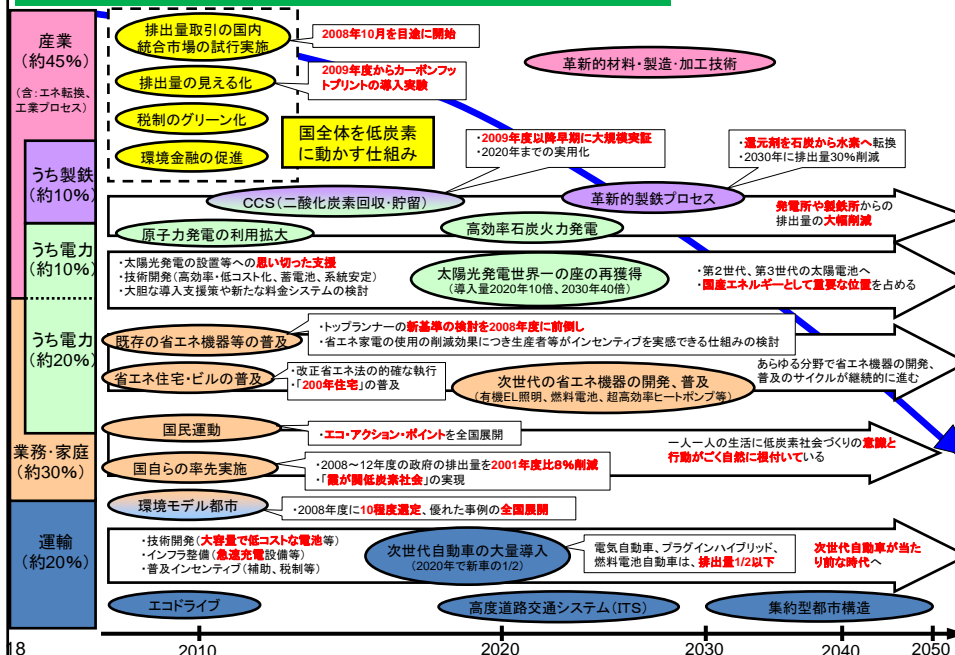 産業
(約45%)
(含:エネ転換、
工業プロセス)
うち製鉄
(約10%)
うち電力
(約10%)
うち電力
(約20%)
業務・家庭
(約30%)
運輸
(約20%)
排出量取引の国内
統合市場の試行実施
2008年10月を目途に開始
排出量の見える化
2009年度からカーボンフッ
トプリントの導入実験
税制のグリーン化
環境金融の促進
国全体を低炭素
に動かす仕組み
革新的材料・製造・加工技術
・2009年度以降早期に大規模実証
・2020年までの実用化
・還元剤を石炭から水素へ転換
・2030年に排出量30%削減
CCS(二酸化炭素回収・貯留)
革新的製鉄プロセス
発電所や製鉄所からの
排出量の大幅削減
原子力発電の利用拡大
高効率石炭火力発電
・太陽光発電の設置等への思い切った支援
・技術開発(高効率・低コスト化、蓄電池、系統安定)
・大胆な導入支援策や新たな料金システムの検討
太陽光発電世界一の座の再獲得
(導入量2020年10倍、2030年40倍)
・第2世代、第3世代の太陽電池へ
・国産エネルギーとして重要な位置を占める
既存の省エネ機器等の普及
・トップランナーの新基準の検討を2008年度に前倒し
・省エネ家電の使用の削減効果につき生産者等がインセンティブを実感できる仕組みの検討
省エネ住宅・ビルの普及
・改正省エネ法の的確な執行
・「200年住宅」の普及
次世代の省エネ機器の開発、普及
(有機EL照明、燃料電池、超高効率ヒートポンプ等)
あらゆる分野で省エネ機器の開発、
普及のサイクルが継続的に進む
国民運動
・エコ・アクション・ポイントを全国展開
国自らの率先実施
・2008～12年度の政府の排出量を2001年度比8%削減
・「霞が関低炭素社会」の実現
一人一人の生活に低炭素社会づくりの意識と
行動がごく自然に根付いている
環境モデル都市
・2008年度に10程度選定、優れた事例の全国展開
・技術開発(大容量で低コストな電池等)
・インフラ整備(急速充電設備等)
・普及インセンティブ(補助、税制等)
次世代自動車の大量導入
(2020年で新車の1/2)
電気自動車、プラグインハイブリッド、
燃料電池自動車は、排出量1/2以下
次世代自動車が当た
り前な時代へ
エコドライブ
高度道路交通システム(ITS)
集約型都市構造
18
2010
2020
2030
2040
2050